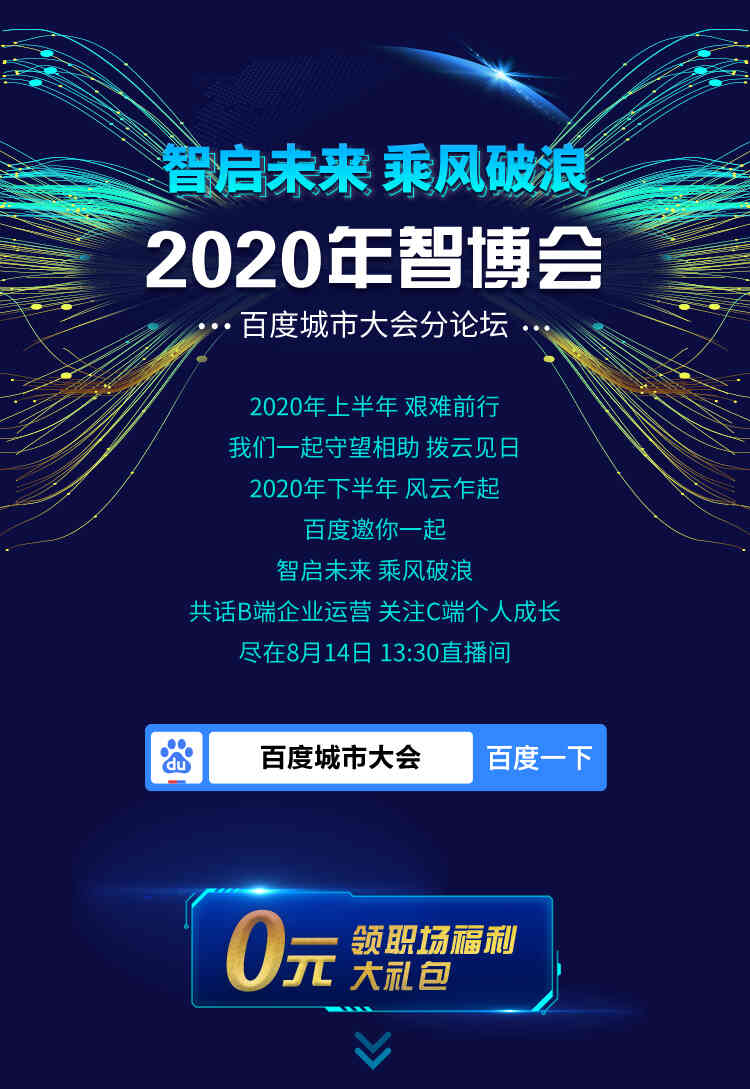 智启未来 乘风破浪
2020年智博会
••• 百度城市大会分论坛 •••
2020年上半年 艰难前行
我们一起守望相助 拨云见日
2020年下半年 风云乍起
百度邀你一起
智启未来 乘风破浪
共话B端企业运营 关注C端个人成长
尽在8月14日 13:30直播间
du 百度城市大会 百度一下
0元 领职场福利
大礼包